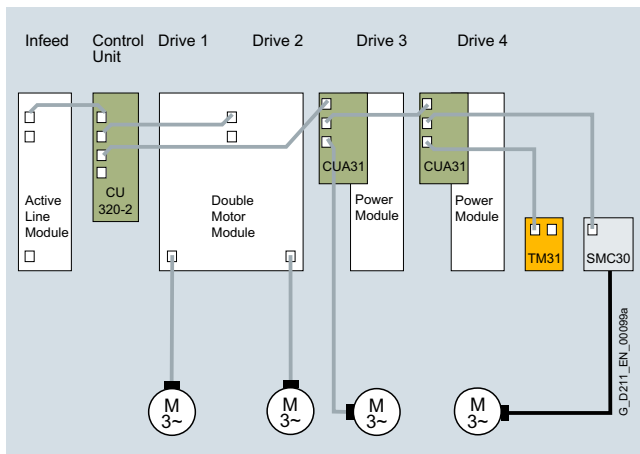 Infeed
Control
Unit
Drive 1
Drive 2
Drive 3
Drive 4
Active
Line
Module
CU
320-2
Double
Motor
Module
CUA31
Power
Module
CUA31
Power
Module
TM31
SMC30
M
3~
M
3~
M
3~
M
3~
G_D211_EN_00099a